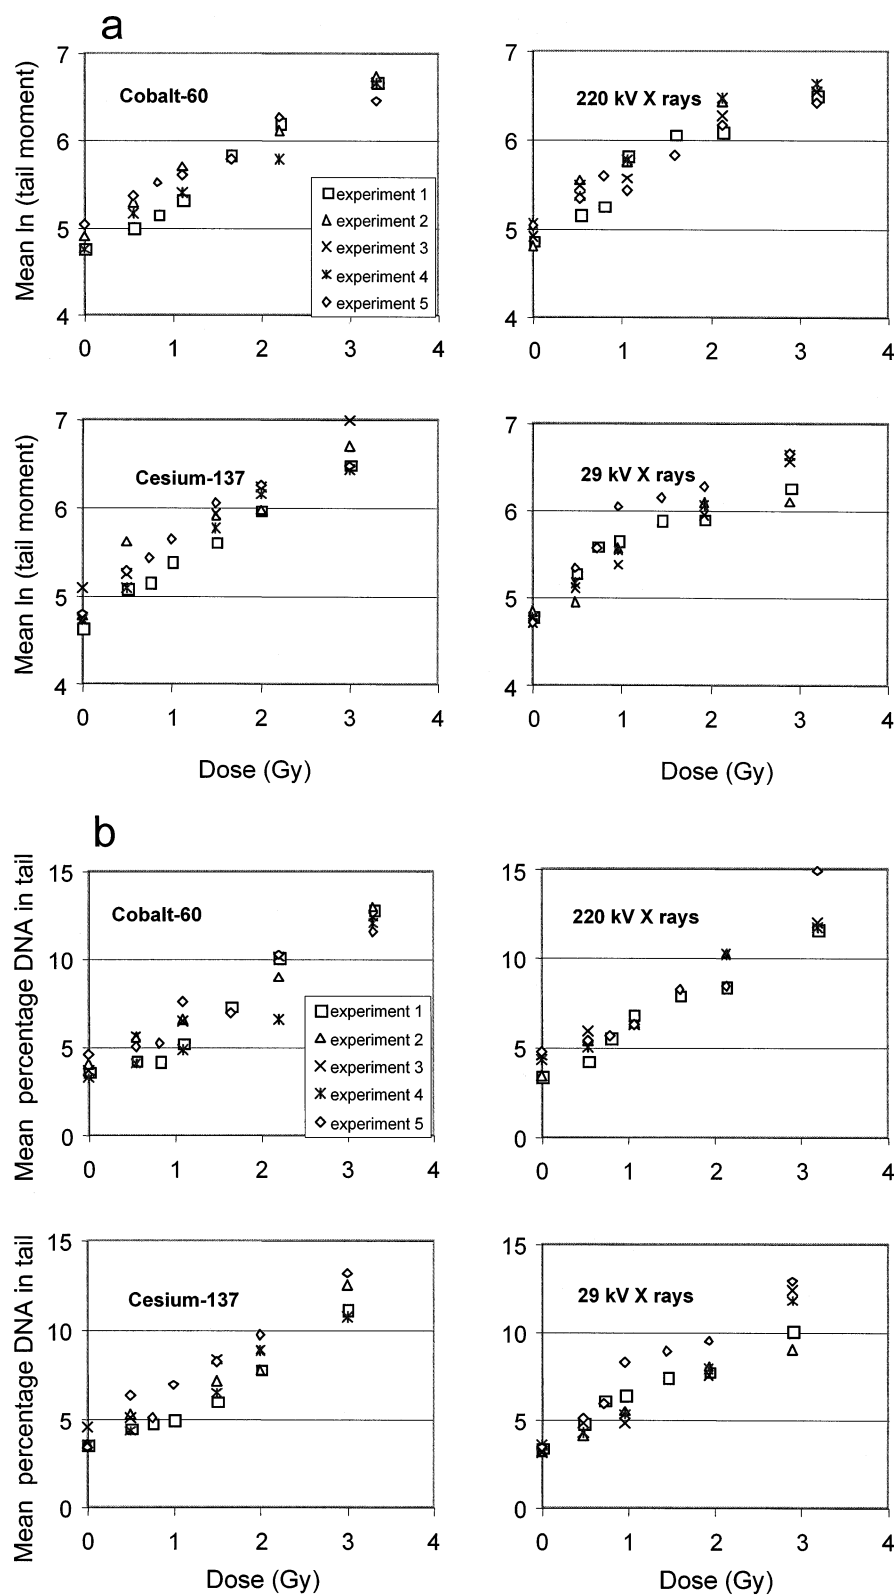 a
Cobalt-60
Mean ln (tail moment)
7
6
5
4
0 1 2 3 4
experiment 1
experiment 2
experiment 3
experiment 4
experiment 5
220 kV X rays
7
6
5
4
0 1 2 3 4
Cesium-137
Mean ln (tail moment)
7
6
5
4
0 1 2 3 4
Dose (Gy)
29 kV X rays
7
6
5
4
0 1 2 3 4
Dose (Gy)
b
Cobalt-60
Mean percentage DNA in tail
15
10
5
0
0 1 2 3 4
experiment 1
experiment 2
experiment 3
experiment 4
experiment 5
220 kV X rays
15
10
5
0
0 1 2 3 4
Cesium-137
Mean percentage DNA in tail
15
10
5
0
0 1 2 3 4
Dose (Gy)
29 kV X rays
15
10
5
0
0 1 2 3 4
Dose (Gy)